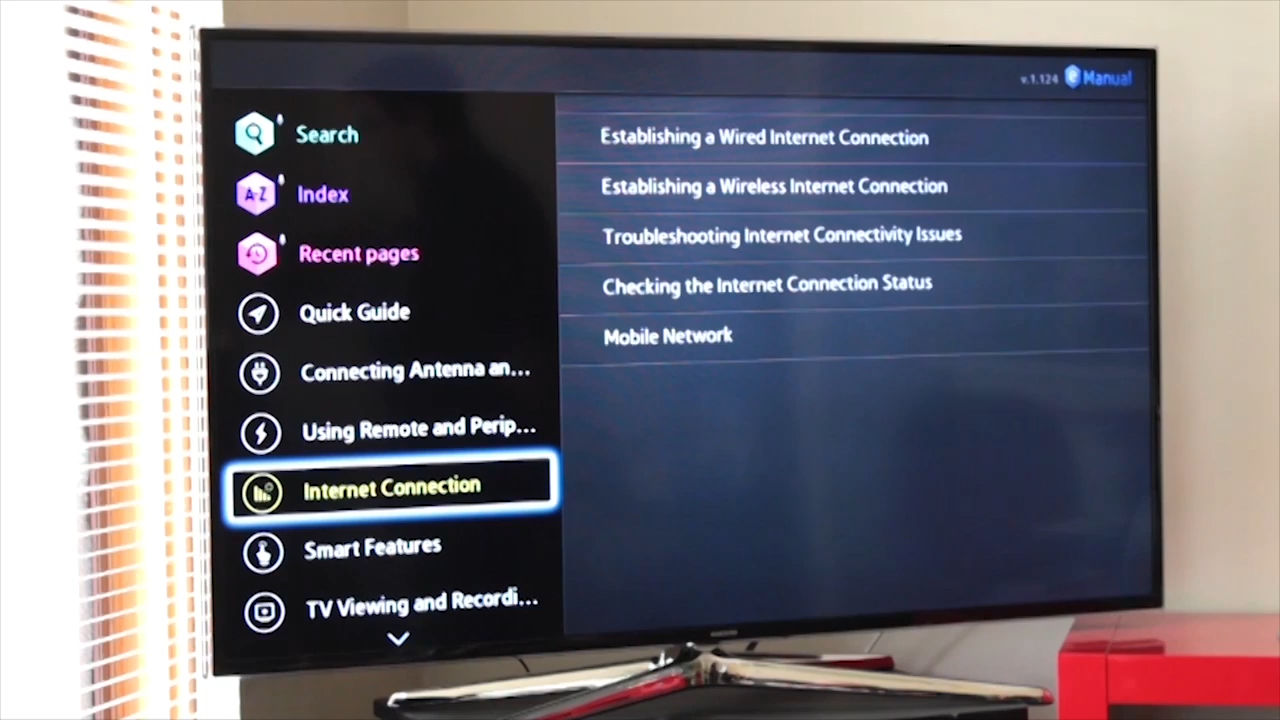 v.1.124 e Manual
Search
A-Z Index
Recent pages
Quick Guide
Connecting Antenna an...
Using Remote and Perip...
Internet Connection
Smart Features
TV Viewing and Recordi...
Establishing a Wired Internet Connection
Establishing a Wireless Internet Connection
Troubleshooting Internet Connectivity Issues
Checking the Internet Connection Status
Mobile Network
SAMSUNG